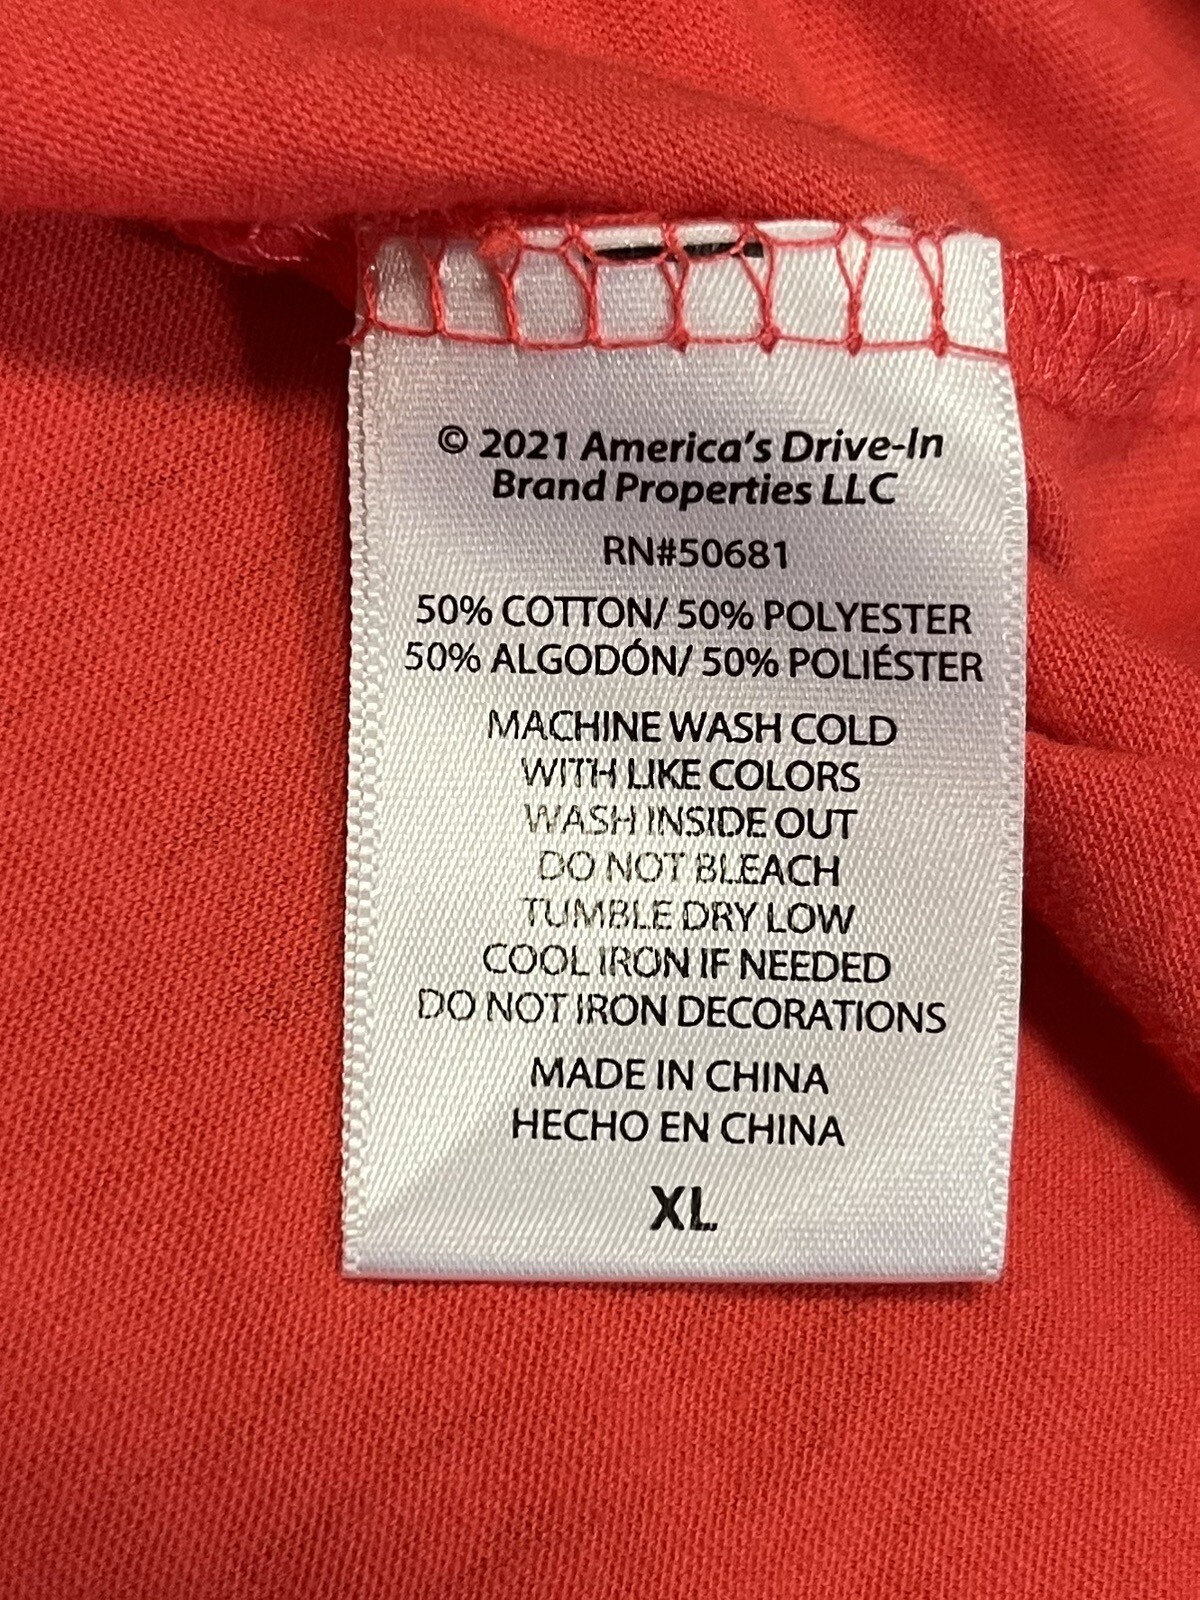 © 2021 America's Drive-In
Brand Properties LLC
RN#50681
50% COTTON/ 50% POLYESTER
50% ALGODÓN/ 50% POLIÉSTER
MACHINE WASH COLD
WITH LIKE COLORS
WASH INSIDE OUT
DO NOT BLEACH
TUMBLE DRY LOW
COOL IRON IF NEEDED
DO NOT IRON DECORATIONS
MADE IN CHINA
HECHO EN CHINA
XL